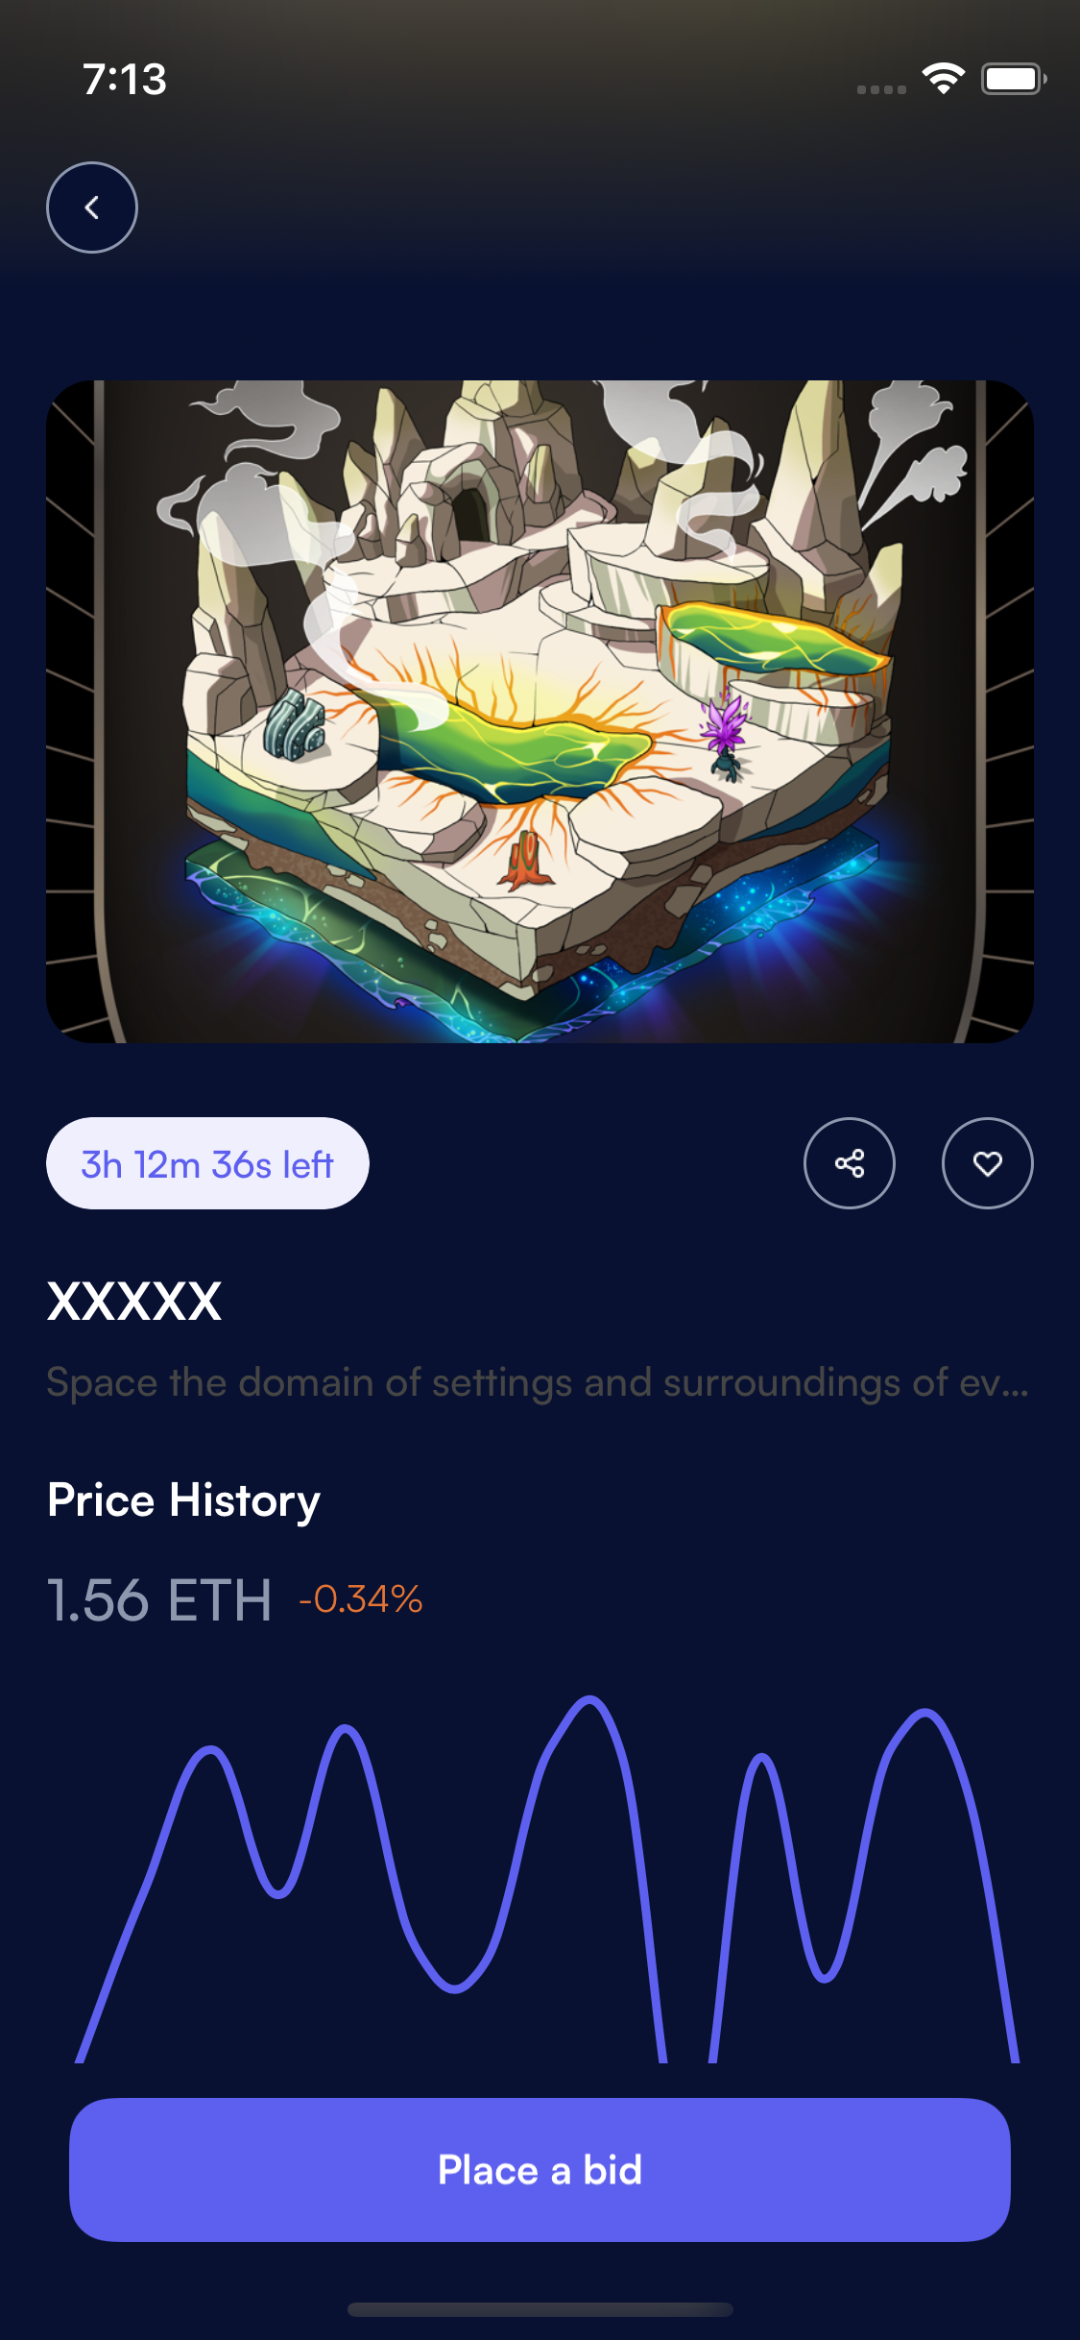 7:13
3h 12m 36s left
XXXXX
Space the domain of settings and surroundings of ev...
Price History
1.56 ETH -0.34%
Place a bid